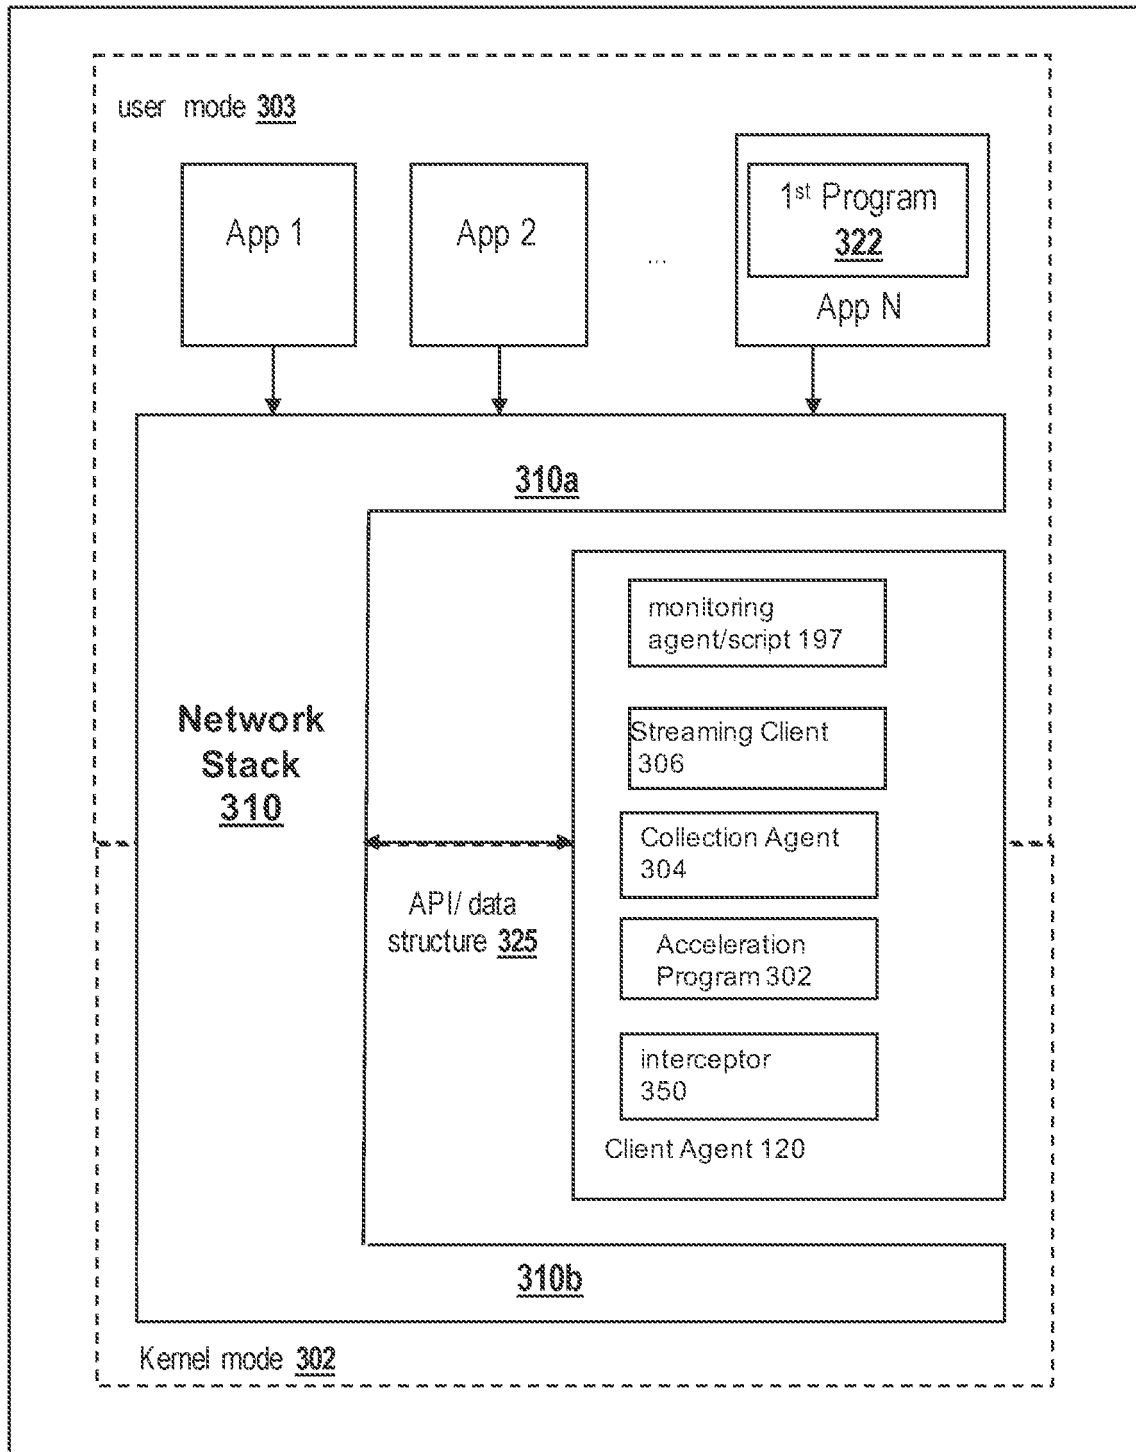 user mode 303
App 1
App 2
...
1st Program
322
App N
310a
monitoring
agent/script 197
Network
Stack
310
Streaming Client
306
Collection Agent
304
API/ data
structure 325
Acceleration
Program 302
interceptor
350
Client Agent 120
310b
Kernel mode 302